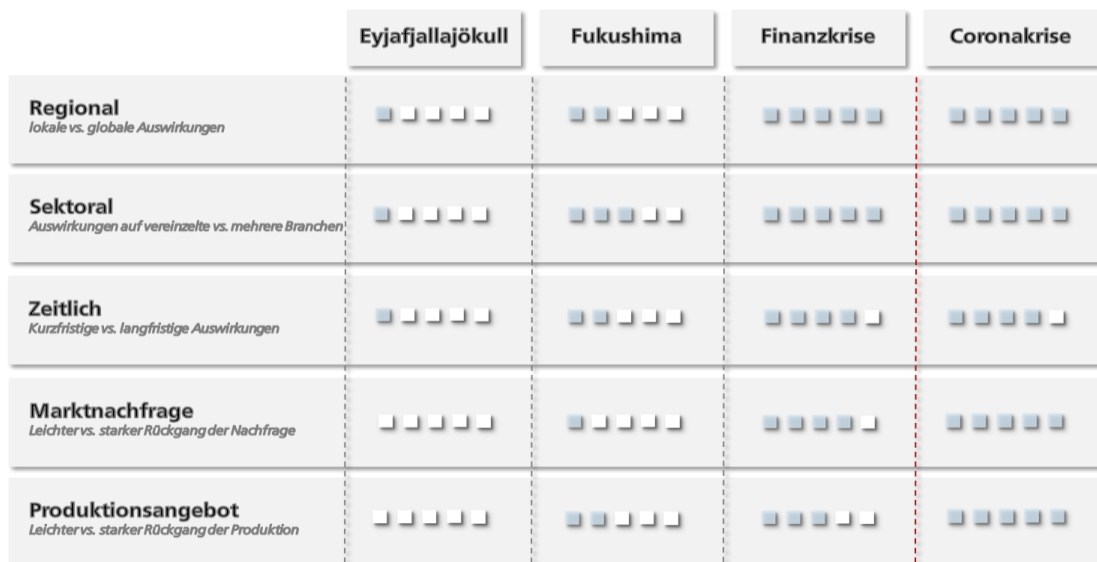 Eyjafjallajökull Fukushima Finanzkrise Coronakrise
Regional
lokale vs. globale Auswirkungen
Sektoral
Auswirkungen auf vereinzelte vs. mehrere Branchen
Zeitlich
Kurzfristige vs. langfristige Auswirkungen
Marktnachfrage
Leichter vs. starker Rückgang der Nachfrage
Produktionsangebot
Leichter vs. starker Rückgang der Produktion